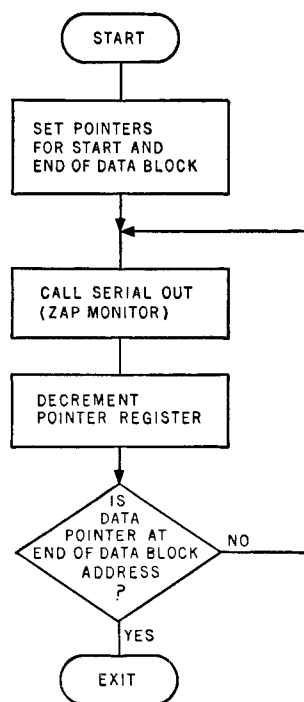 START
SET POINTERS
FOR START AND
END OF DATA BLOCK
CALL SERIAL OUT
(ZAP MONITOR)
DECREMENT
POINTER REGISTER
IS
DATA
POINTER AT
END OF DATA BLOCK
ADDRESS
?
NO
YES
EXIT